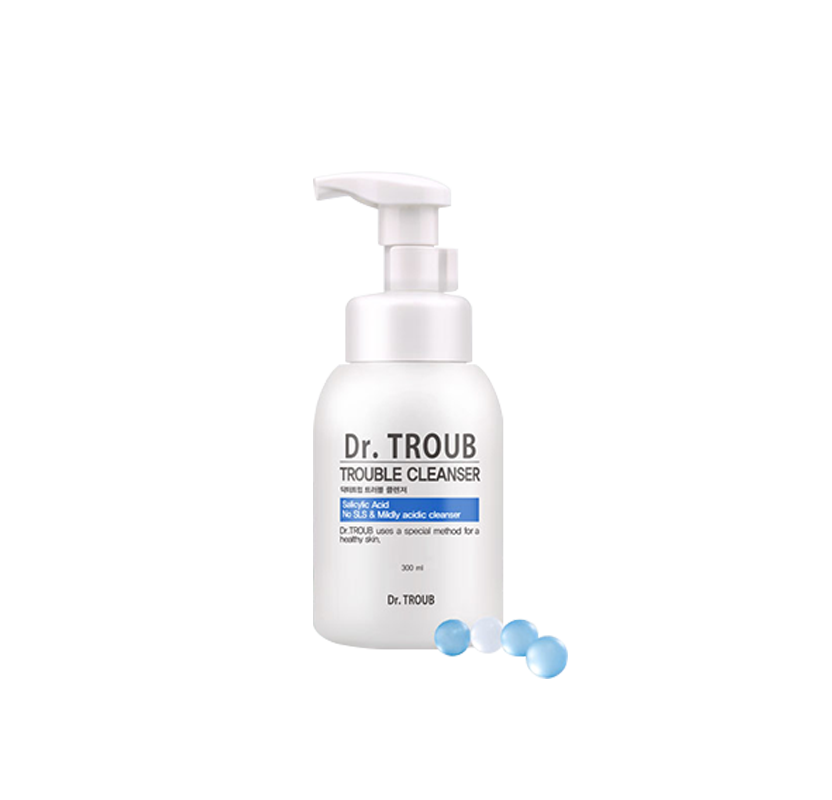 Dr. TROUB
TROUBLE CLEANSER
닥터트럽 트러블 클렌저
Salicylic Acid
No SLS & Mildly acidic cleanser
Dr.TROUB uses a special method for a
healthy skin,
300 ml
Dr. TROUB